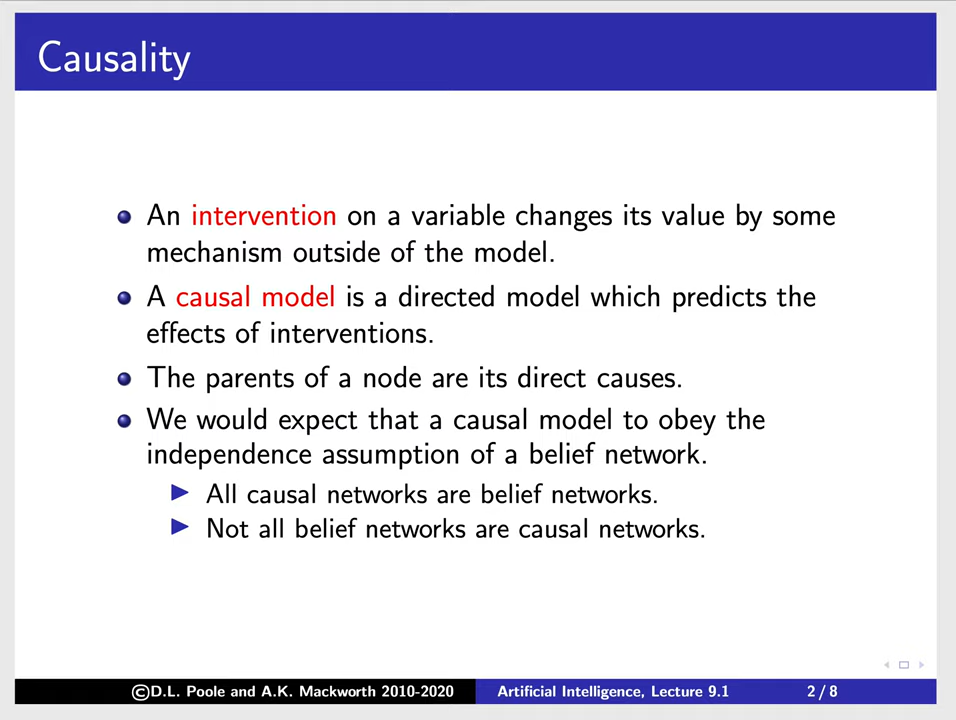 Causality
An intervention on a variable changes its value by some
mechanism outside of the model.
A causal model is a directed model which predicts the
effects of interventions.
The parents of a node are its direct causes.
We would expect that a causal model to obey the
independence assumption of a belief network.
All causal networks are belief networks.
Not all belief networks are causal networks.
©D.L. Poole and A.K. Mackworth 2010-2020 Artificial Intelligence, Lecture 9.1 2 / 8